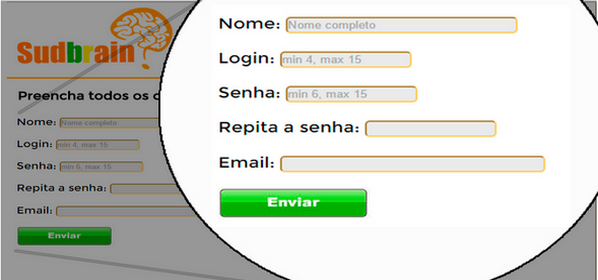 Sudbrain
Preencha todos os c
Nome: Nome completo
Login: min 4, max 15
Senha: min 6, max 15
Repita a senha:
Email:
Enviar
Nome: Nome completo
Login: min 4, max 15
Senha: min 6, max 15
Repita a senha:
Email:
Enviar